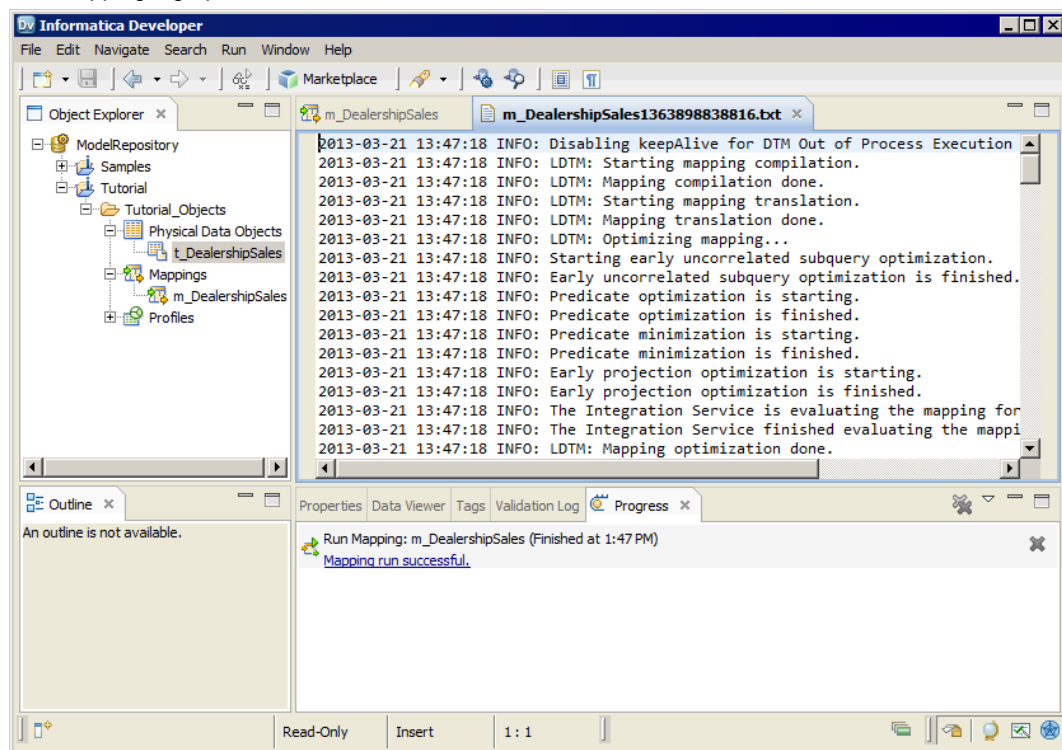 Informatica Developer
File Edit Navigate Search Run Window Help
Marketplace
Object Explorer
ModelRepository
Samples
Tutorial
Tutorial_Objects
Physical Data Objects
t_DealershipSales
Mappings
m_DealershipSales
Profiles
m_DealershipSales
m_DealershipSales1363898838816.txt
2013-03-21 13:47:18 INFO: Disabling keepAlive for DTM Out of Process Execution
2013-03-21 13:47:18 INFO: LDTM: Starting mapping compilation.
2013-03-21 13:47:18 INFO: LDTM: Mapping compilation done.
2013-03-21 13:47:18 INFO: LDTM: Starting mapping translation.
2013-03-21 13:47:18 INFO: LDTM: Mapping translation done.
2013-03-21 13:47:18 INFO: LDTM: Optimizing mapping...
2013-03-21 13:47:18 INFO: Starting early uncorrelated subquery optimization.
2013-03-21 13:47:18 INFO: Early uncorrelated subquery optimization is finished.
2013-03-21 13:47:18 INFO: Predicate optimization is starting.
2013-03-21 13:47:18 INFO: Predicate optimization is finished.
2013-03-21 13:47:18 INFO: Predicate minimization is starting.
2013-03-21 13:47:18 INFO: Predicate minimization is finished.
2013-03-21 13:47:18 INFO: Early projection optimization is starting.
2013-03-21 13:47:18 INFO: Early projection optimization is finished.
2013-03-21 13:47:18 INFO: The Integration Service is evaluating the mapping for
2013-03-21 13:47:18 INFO: The Integration Service finished evaluating the mappi
2013-03-21 13:47:18 INFO: LDTM: Mapping optimization done.
Outline
An outline is not available.
Properties Data Viewer Tags Validation Log Progress
Run Mapping: m_DealershipSales (Finished at 1:47 PM)
Mapping run successful.
Read-Only Insert 1 : 1